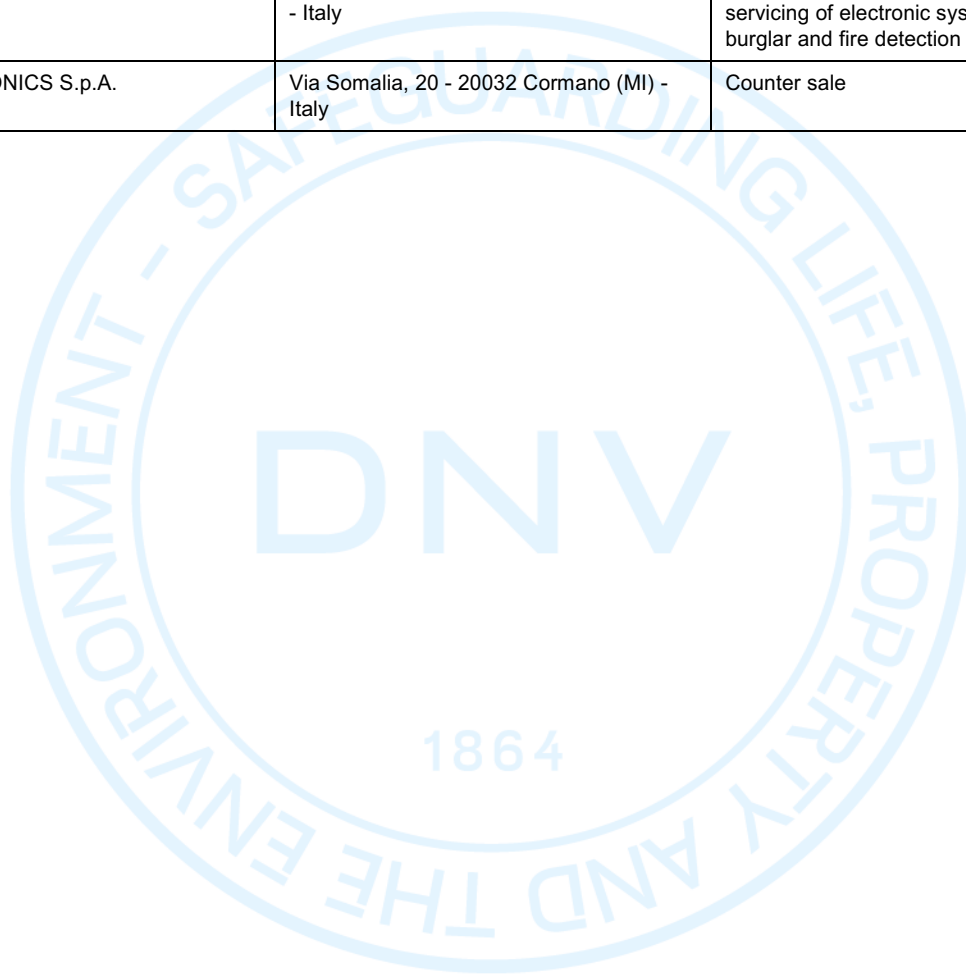 - Italy
servicing of electronic sys
burglar and fire detection
ONICS S.p.A.
Via Somalia, 20 - 20032 Cormano (MI) -
Italy
Counter sale
SAFEGUARDING LIFE, PROPERTY AND THE ENVIRONMENT -
DNV
1864